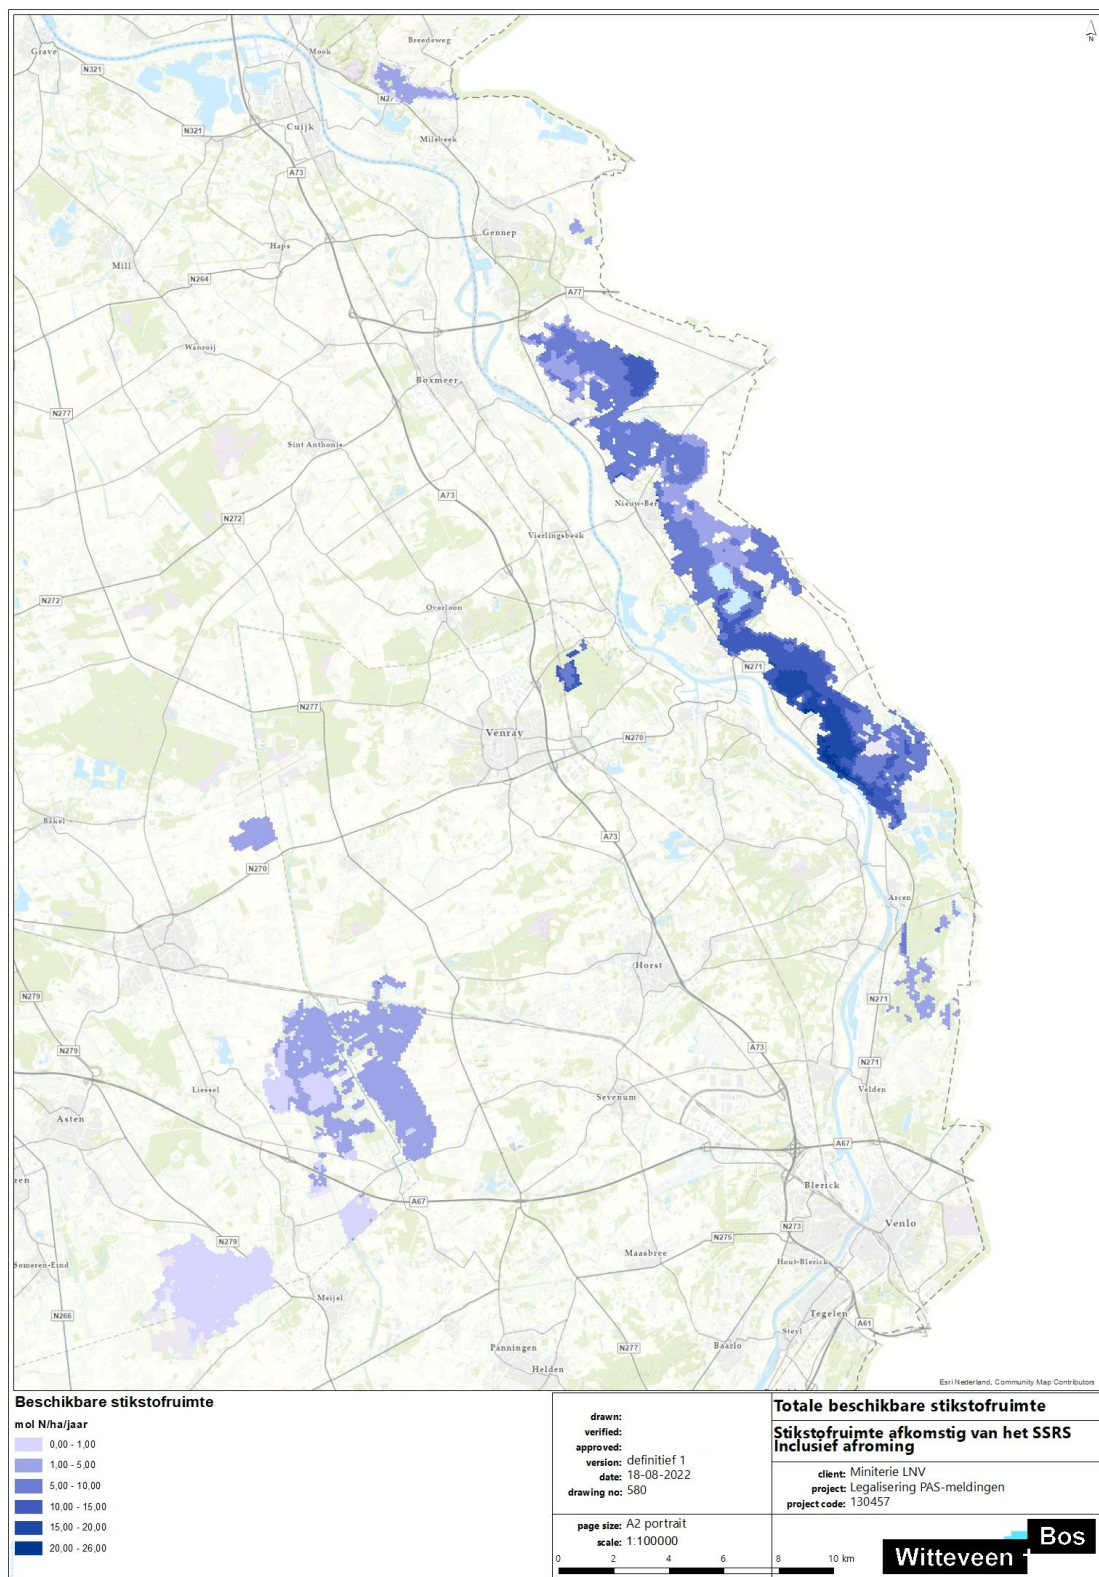 N
Grave
Mook
Breedeweg
N321
N27
Cuijk
N321
Milsbeek
A73
Gennep
Haps
Mill
N264
A77
Wanroij
Boxmeer
N277
Sint Anthonis
A73
Nieuw-Ber
N272
Vierlingsbeek
N272
Overloon
N271
N277
Venray
N270
Bakel
A73
N270
Arcen
Horst
N279
N271
N279
A73
N271
Liessel
Velden
Sevenum
Asten
A67
ren
Blerick
A67
Venlo
N273
N279
N275
Maasbree
Someren-Eind
Hout-Blerick
Meijel
N266
Tegelen
A61
Steyl
Panningen
N277
Baarlo
Helden
Esri Nederland, Community Map Contributors
Beschikbare stikstofruimte
mol N/ha/jaar
0,00 - 1,00
1,00 - 5,00
5,00 - 10,00
10,00 - 15,00
15,00 - 20,00
20,00 - 26,00
drawn:
verified:
approved:
version: definitief 1
date: 18-08-2022
drawing no: 580
page size: A2 portrait
scale: 1:100000
0 2 4 6 8 10 km
Totale beschikbare stikstofruimte
Stikstofruimte afkomstig van het SSRS
Inclusief afroming
client: Miniterie LNV
project: Legalisering PAS-meldingen
project code: 130457
Witteveen + Bos